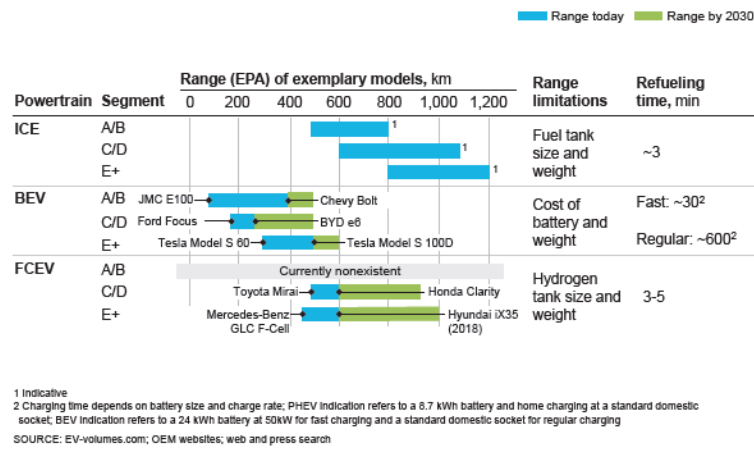 Range today Range by 2030
Range (EPA) of exemplary models, km
Range limitations
Refueling time, min
Powertrain Segment 0 200 400 600 800 1,000 1,200
ICE
A/B 1
C/D 1
E+ 1
Fuel tank size and weight
~3
BEV
A/B JMC E100 Chevy Bolt
C/D Ford Focus BYD e6
E+ Tesla Model S 60 Tesla Model S 100D
Cost of battery and weight
Fast: ~30²
Regular: ~600²
FCEV
A/B Currently nonexistent
C/D Toyota Mirai Honda Clarity
E+ Mercedes-Benz GLC F-Cell Hyundai iX35 (2018)
Hydrogen tank size and weight
3-5
1 Indicative
2 Charging time depends on battery size and charge rate; PHEV indication refers to a 8.7 kWh battery and home charging at a standard domestic
socket; BEV indication refers to a 24 kWh battery at 50kW for fast charging and a standard domestic socket for regular charging
SOURCE: EV-volumes.com; OEM websites; web and press search